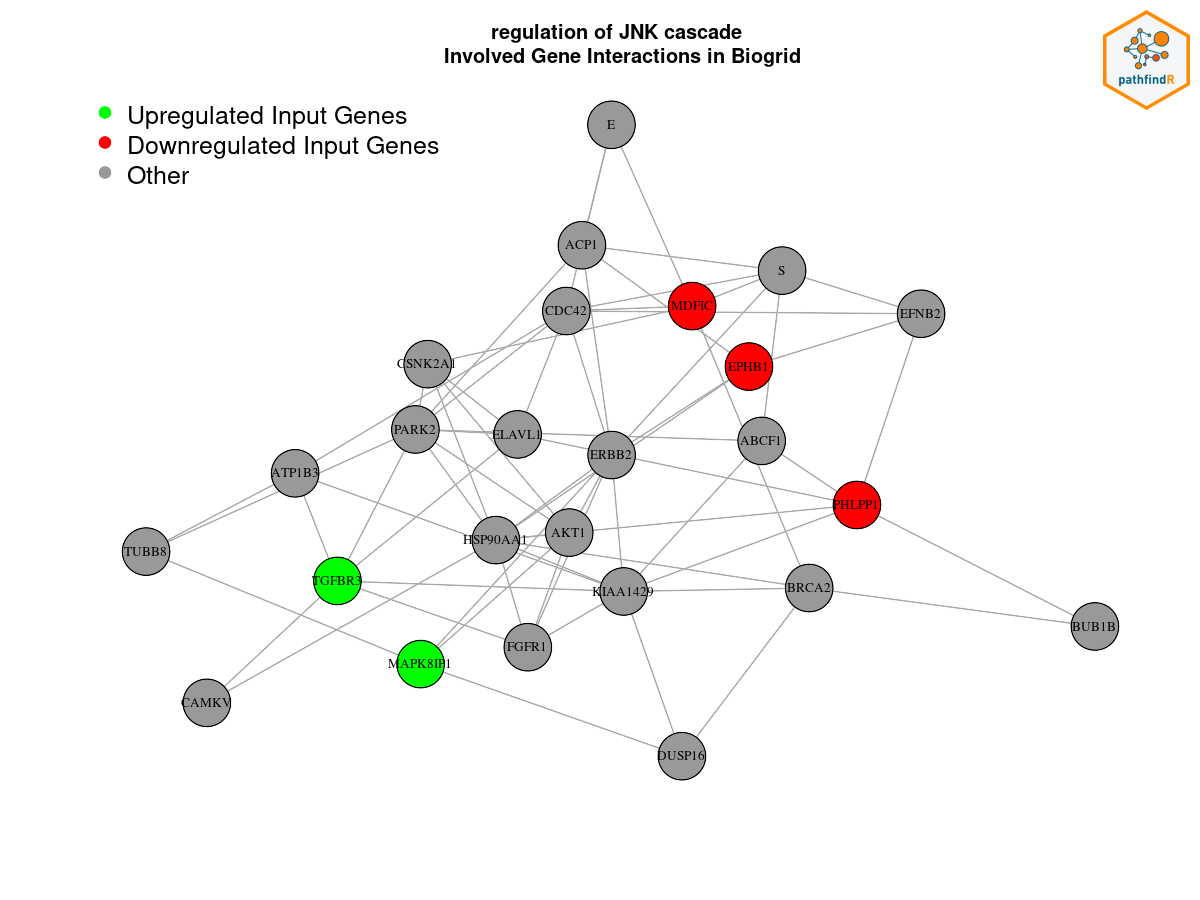 regulation of JNK cascade
Involved Gene Interactions in Biogrid
pathfindR
Upregulated Input Genes
Downregulated Input Genes
Other
E
ACP1
S
MDFIC
CDC42
EFNB2
CSNK2A1
EPHB1
PARK2
ELAVL1
ABCF1
ERBB2
ATP1B3
PHLPP1
AKT1
HSP90AA1
TUBB8
TGFBR3
BRCA2
KIAA1429
BUB1B
FGFR1
MAPK8IP1
CAMKV
DUSP16